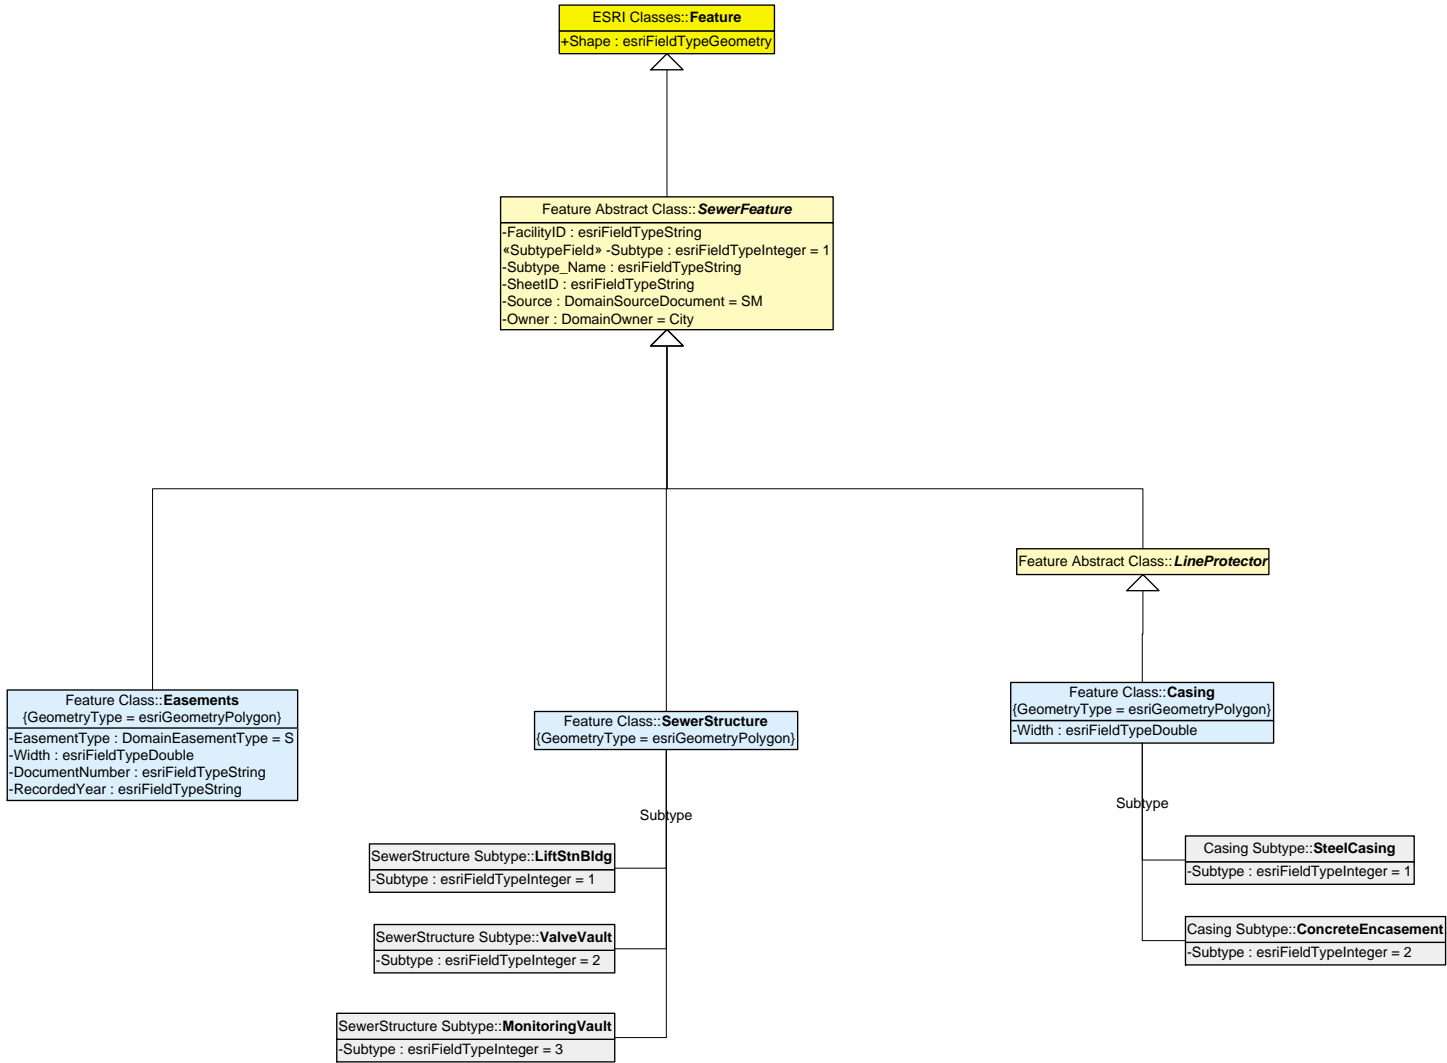 ESRI Classes::Feature
+Shape : esriFieldTypeGeometry
Feature Abstract Class::SewerFeature
-FacilityID : esriFieldTypeString
«SubtypeField» -Subtype : esriFieldTypeInteger = 1
-Subtype_Name : esriFieldTypeString
-SheetID : esriFieldTypeString
-Source : DomainSourceDocument = SM
-Owner : DomainOwner = City
Feature Abstract Class::LineProtector
Feature Class::Easements
{GeometryType = esriGeometryPolygon}
-EasementType : DomainEasementType = S
-Width : esriFieldTypeDouble
-DocumentNumber : esriFieldTypeString
-RecordedYear : esriFieldTypeString
Feature Class::SewerStructure
{GeometryType = esriGeometryPolygon}
Feature Class::Casing
{GeometryType = esriGeometryPolygon}
-Width : esriFieldTypeDouble
Subtype
SewerStructure Subtype::LiftStnBldg
-Subtype : esriFieldTypeInteger = 1
SewerStructure Subtype::ValveVault
-Subtype : esriFieldTypeInteger = 2
SewerStructure Subtype::MonitoringVault
-Subtype : esriFieldTypeInteger = 3
Subtype
Casing Subtype::SteelCasing
-Subtype : esriFieldTypeInteger = 1
Casing Subtype::ConcreteEncasement
-Subtype : esriFieldTypeInteger = 2